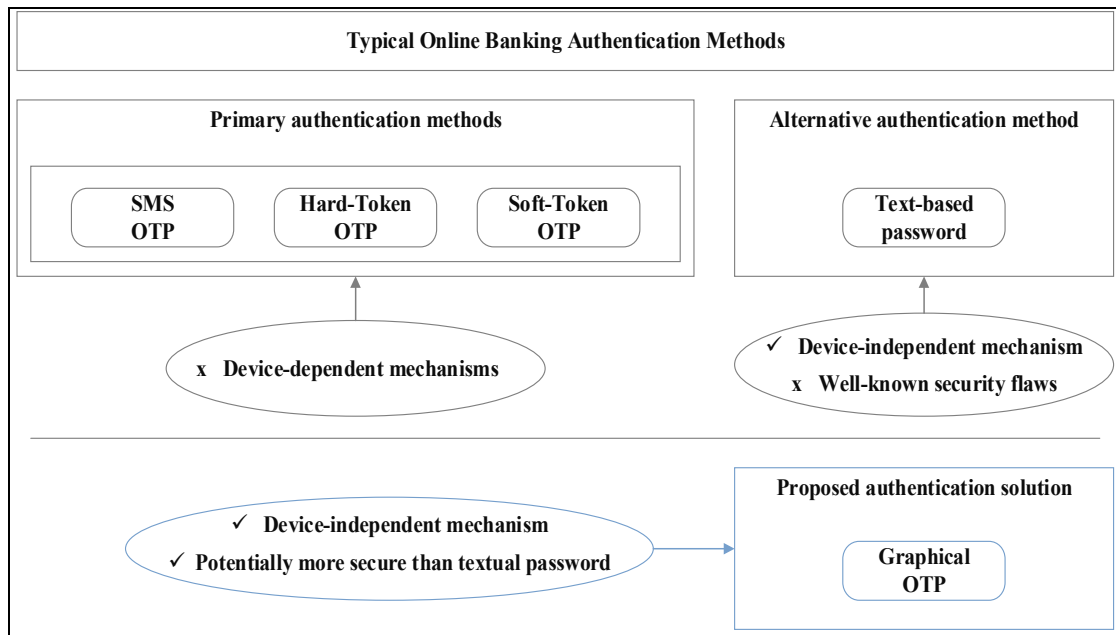 Typical Online Banking Authentication Methods
Primary authentication methods
SMS
OTP
Hard-Token
OTP
Soft-Token
OTP
x Device-dependent mechanisms
Alternative authentication method
Text-based
password
✓ Device-independent mechanism
x Well-known security flaws
✓ Device-independent mechanism
✓ Potentially more secure than textual password
Proposed authentication solution
Graphical
OTP